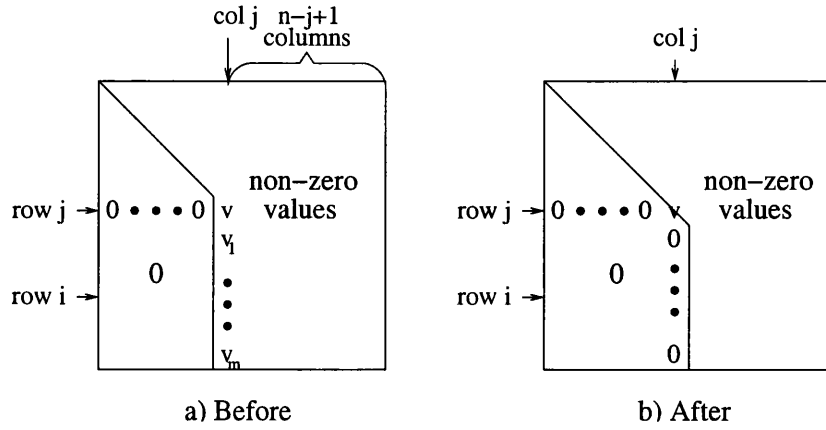 col j n–j+1
columns
non–zero
values
row j 0 • • • 0 v
v1
0
row i
vm
a) Before
col j
non–zero
values
row j 0 • • • 0 v
0
0
row i
0
b) After